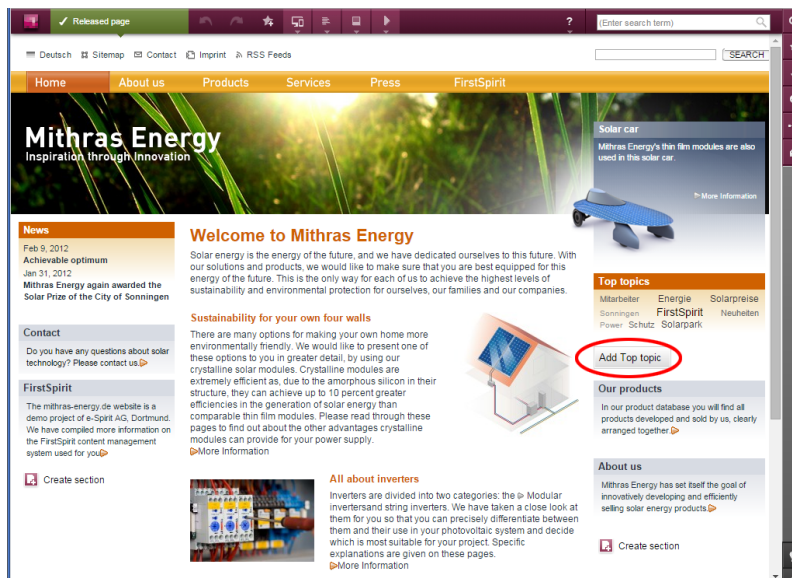 Released page
?
(Enter search term)
Deutsch Sitemap Contact Imprint RSS Feeds
SEARCH
Home About us Products Services Press FirstSpirit
Mithras Energy
Inspiration through Innovation
Solar car
Mithras Energy's thin film modules are also
used in this solar car.
More Information
News
Feb 9, 2012
Achievable optimum
Jan 31, 2012
Mithras Energy again awarded the
Solar Prize of the City of Sonningen
Contact
Do you have any questions about solar
technology? Please contact us.
FirstSpirit
The mithras-energy.de website is a
demo project of e-Spirit AG, Dortmund.
We have compiled more information on
the FirstSpirit content management
system used for you
Create section
Welcome to Mithras Energy
Solar energy is the energy of the future, and we have dedicated ourselves to this future. With
our solutions and products, we would like to make sure that you are best equipped for this
energy of the future. This is the only way for each of us to achieve the highest levels of
sustainability and environmental protection for ourselves, our families and our companies.
Sustainability for your own four
walls
There are many options for making
your own home more
environmentally friendly. We would like to present one of
these options to you in greater detail, by using our
crystalline solar modules. Crystalline modules are
extremely efficient as, due to the amorphous silicon in their
structure, they can achieve up to 10 percent greater
efficiencies in the generation of solar energy than
comparable thin film modules. Please read through these
pages to find out about the other advantages crystalline
modules can provide for your power supply.
More Information
All about inverters
Inverters are divided into two categories: the Modular
invertersand string inverters. We have taken a close look at
them for you so that you can precisely differentiate between
them and their use in your photovoltaic system and decide
which is most suitable for your project. Specific
explanations are given on these pages.
More Information
Top topics
Mitarbeiter Energie Solarpreise
Sonningen FirstSpirit Neuheiten
Power Schutz Solarpark
Add Top topic
Our products
In our product database you will find all
products developed and sold by us, clearly
arranged together.
About us
Mithras Energy has set itself the goal of
innovatively developing and efficiently
selling solar energy products.
Create section